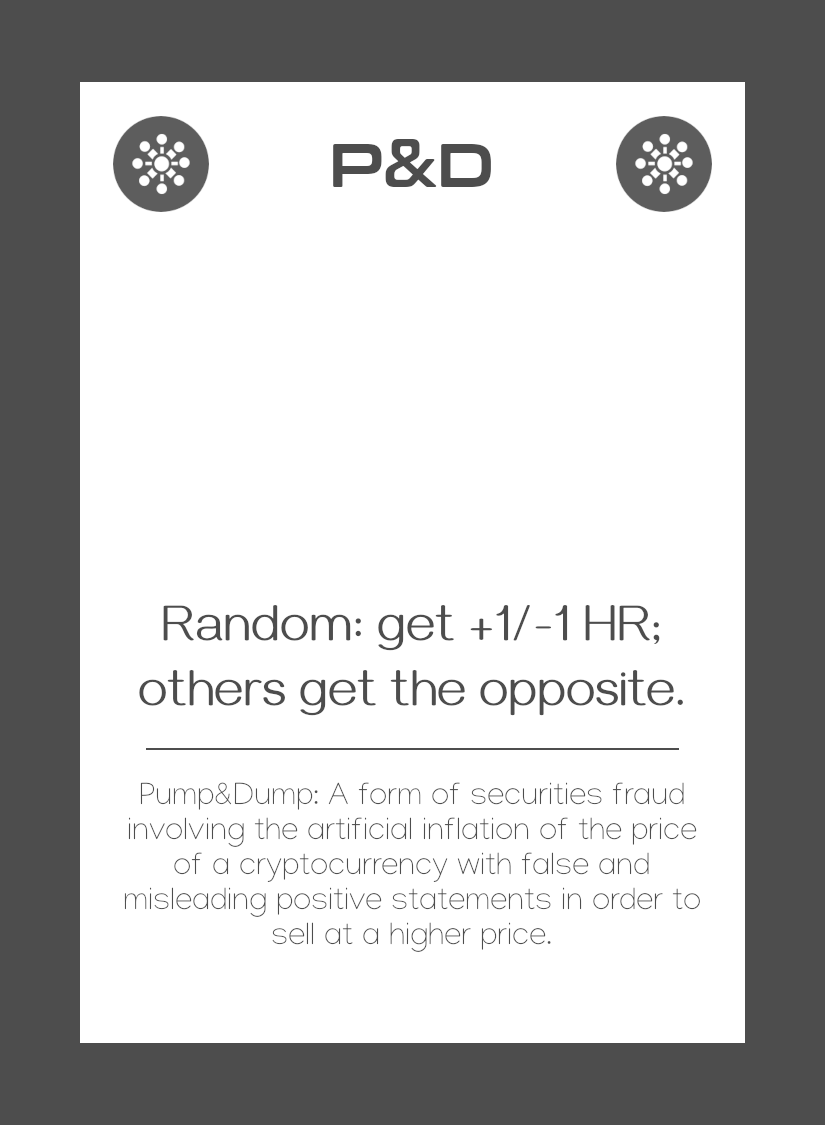 P&D
Random: get +1/-1 HR;
others get the opposite.
Pump&Dump: A form of securities fraud
involving the artificial inflation of the price
of a cryptocurrency with false and
misleading positive statements in order to
sell at a higher price.